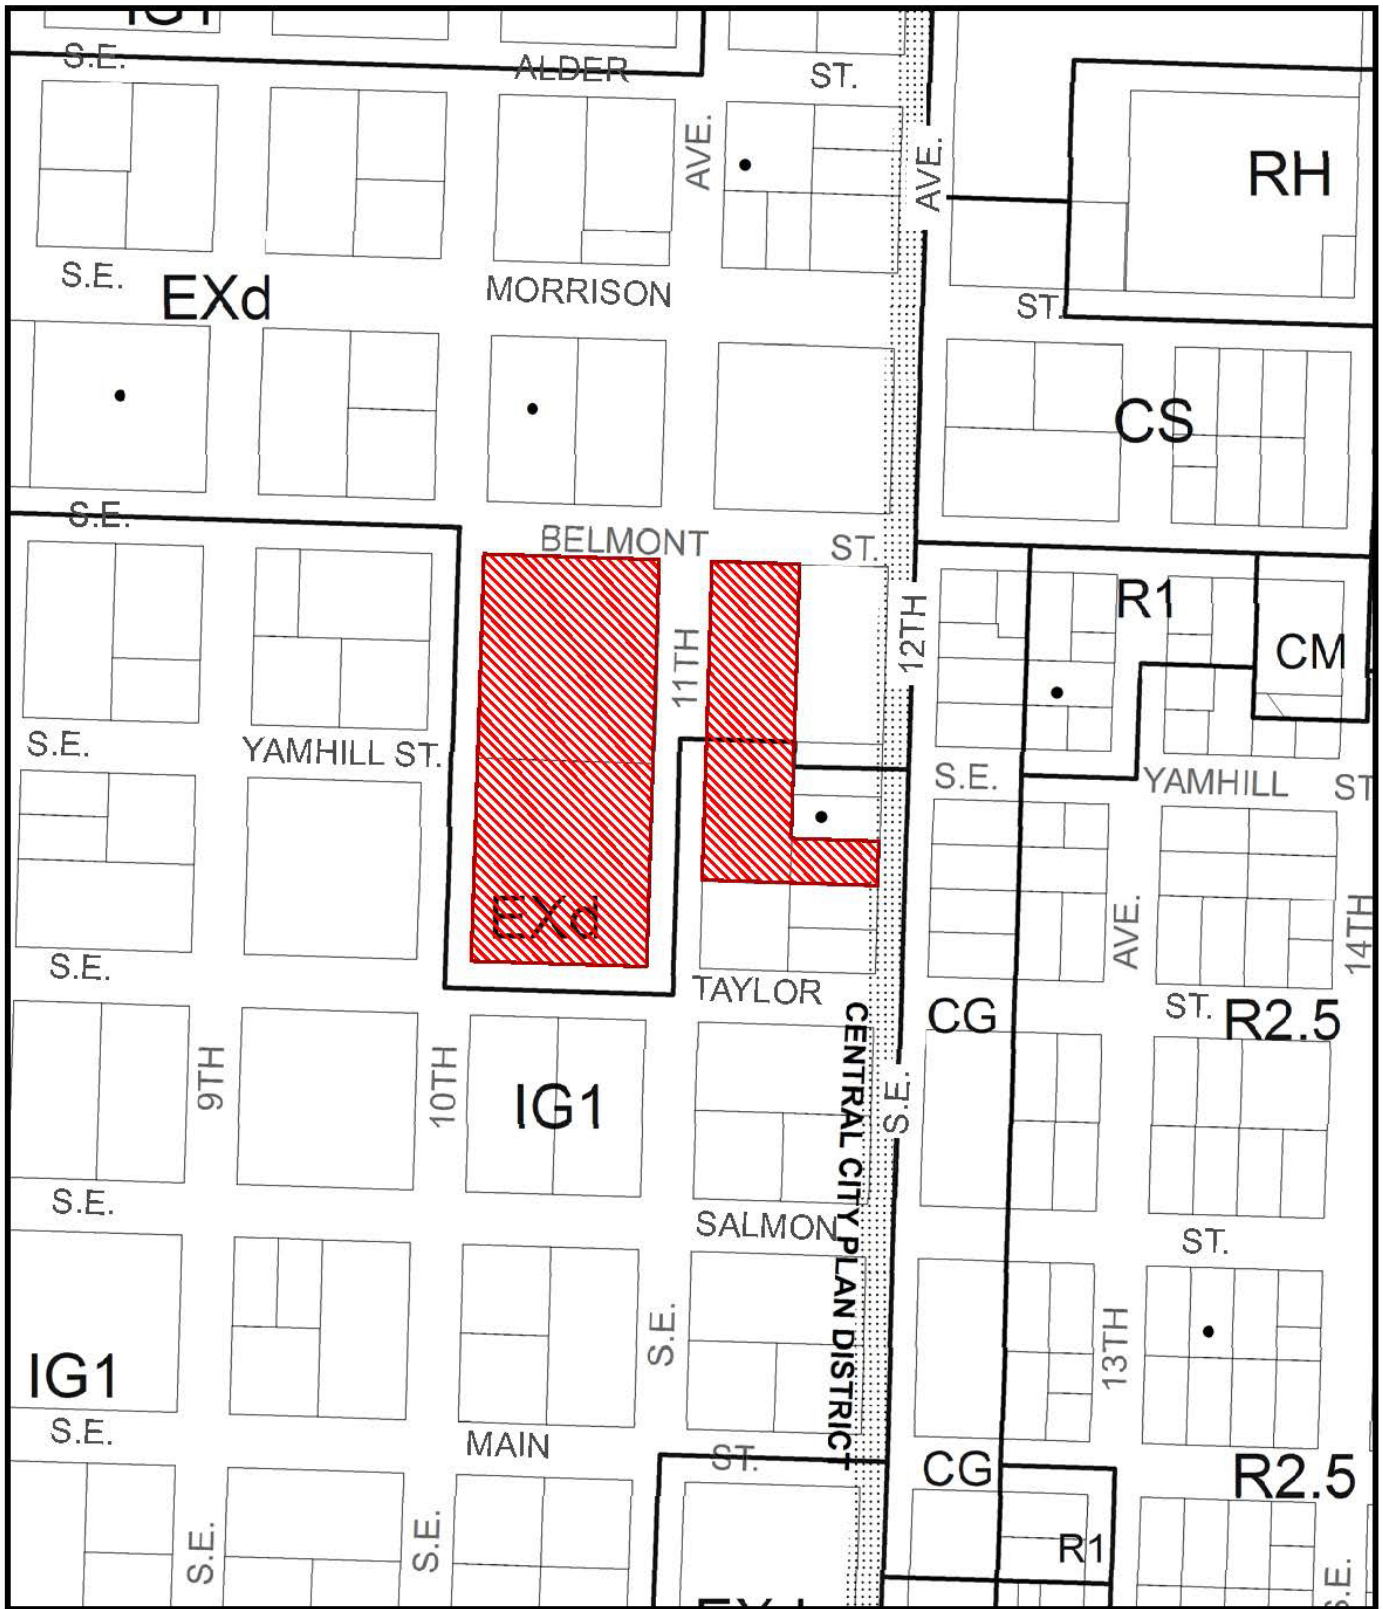 IG1
S.E. ALDER ST.
AVE.
AVE.
RH
S.E. MORRISON ST.
EXd
CS
S.E. BELMONT ST.
R1
12TH
11TH
CM
S.E. YAMHILL ST. S.E. YAMHILL ST
EXd
AVE.
14TH
S.E. TAYLOR ST.
CG
R2.5
CENTRAL CITY PLAN DISTRICT
9TH
10TH
IG1
S.E.
S.E. SALMON ST.
S.E.
13TH
IG1
S.E. MAIN ST.
CG
R2.5
S.E.
S.E.
R1
S.E.